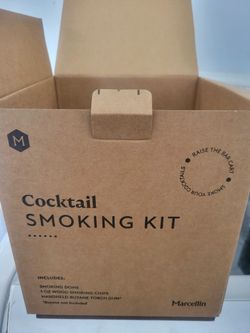 M
RAISE THE BAR CART
SMOKE YOUR COCKTAILS
Cocktail
SMOKING KIT
INCLUDES:
SMOKING DOME
4 OZ WOOD SMOKING CHIPS
HANDHELD BUTANE TORCH GUN*
*Butane not included
Marcellin